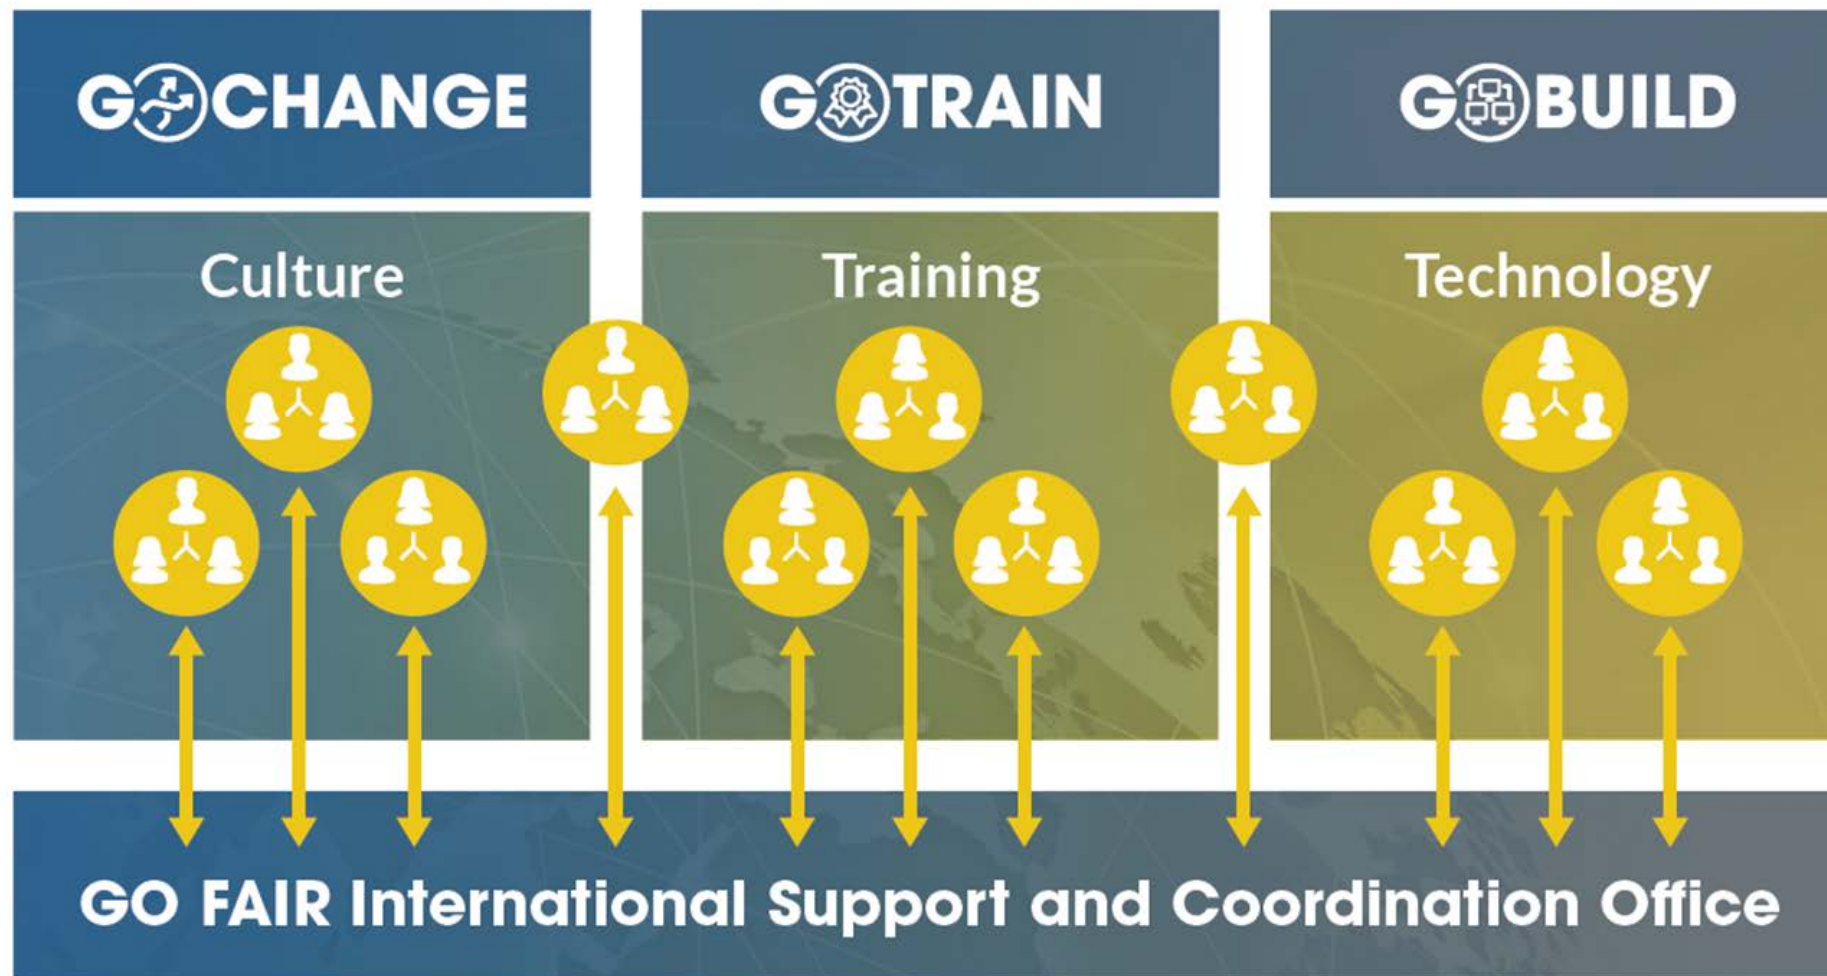 GO CHANGE
GO TRAIN
GO BUILD
Culture
Training
Technology
GO FAIR International Support and Coordination Office